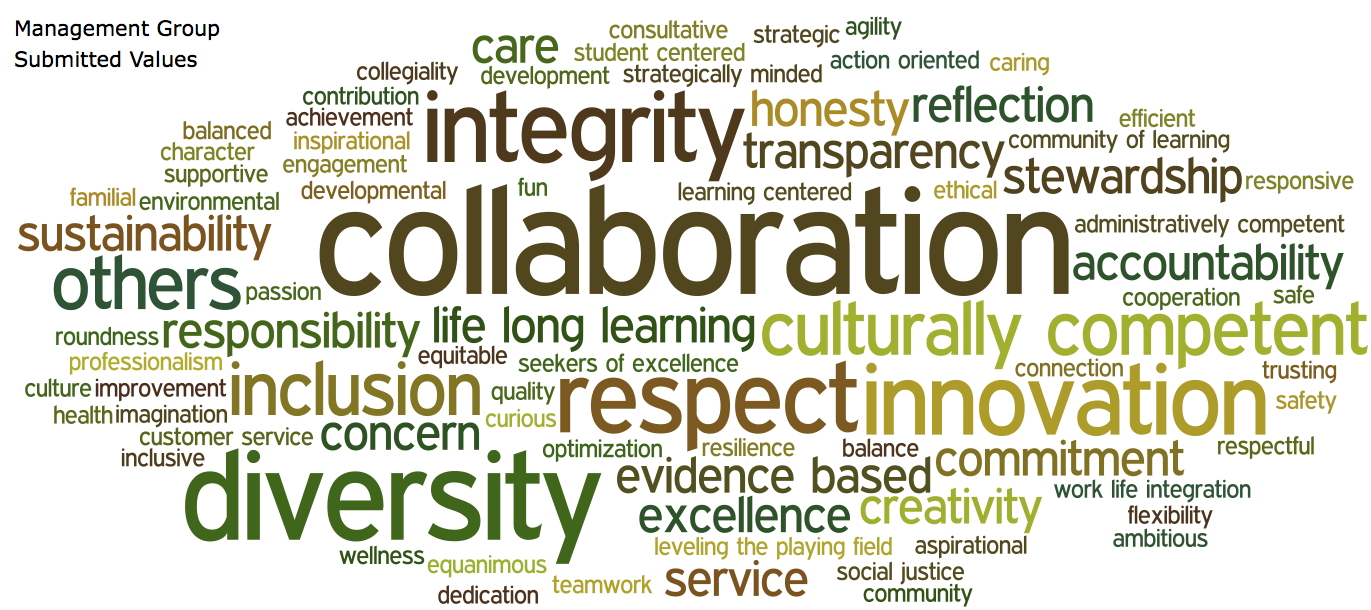 Management Group
Submitted Values
consultative
agility
care
strategic
student centered
action oriented
caring
collegiality
development
strategically minded
contribution
integrity
honesty
reflection
achievement
efficient
balanced
inspirational
transparency
community of learning
character
engagement
supportive
stewardship
responsive
developmental
fun
learning centered
ethical
familial
environmental
collaboration
administratively competent
sustainability
accountability
others
passion
cooperation
safe
roundness
responsibility
life long learning
culturally competent
professionalism
equitable
seekers of excellence
connection
trusting
culture
improvement
inclusion
quality
respect
innovation
safety
health
imagination
curious
customer service
concern
inclusive
optimization
resilience
balance
respectful
diversity
evidence based
commitment
work life integration
excellence
creativity
flexibility
ambitious
wellness
leveling the playing field
aspirational
equanimous
teamwork
service
social justice
dedication
community